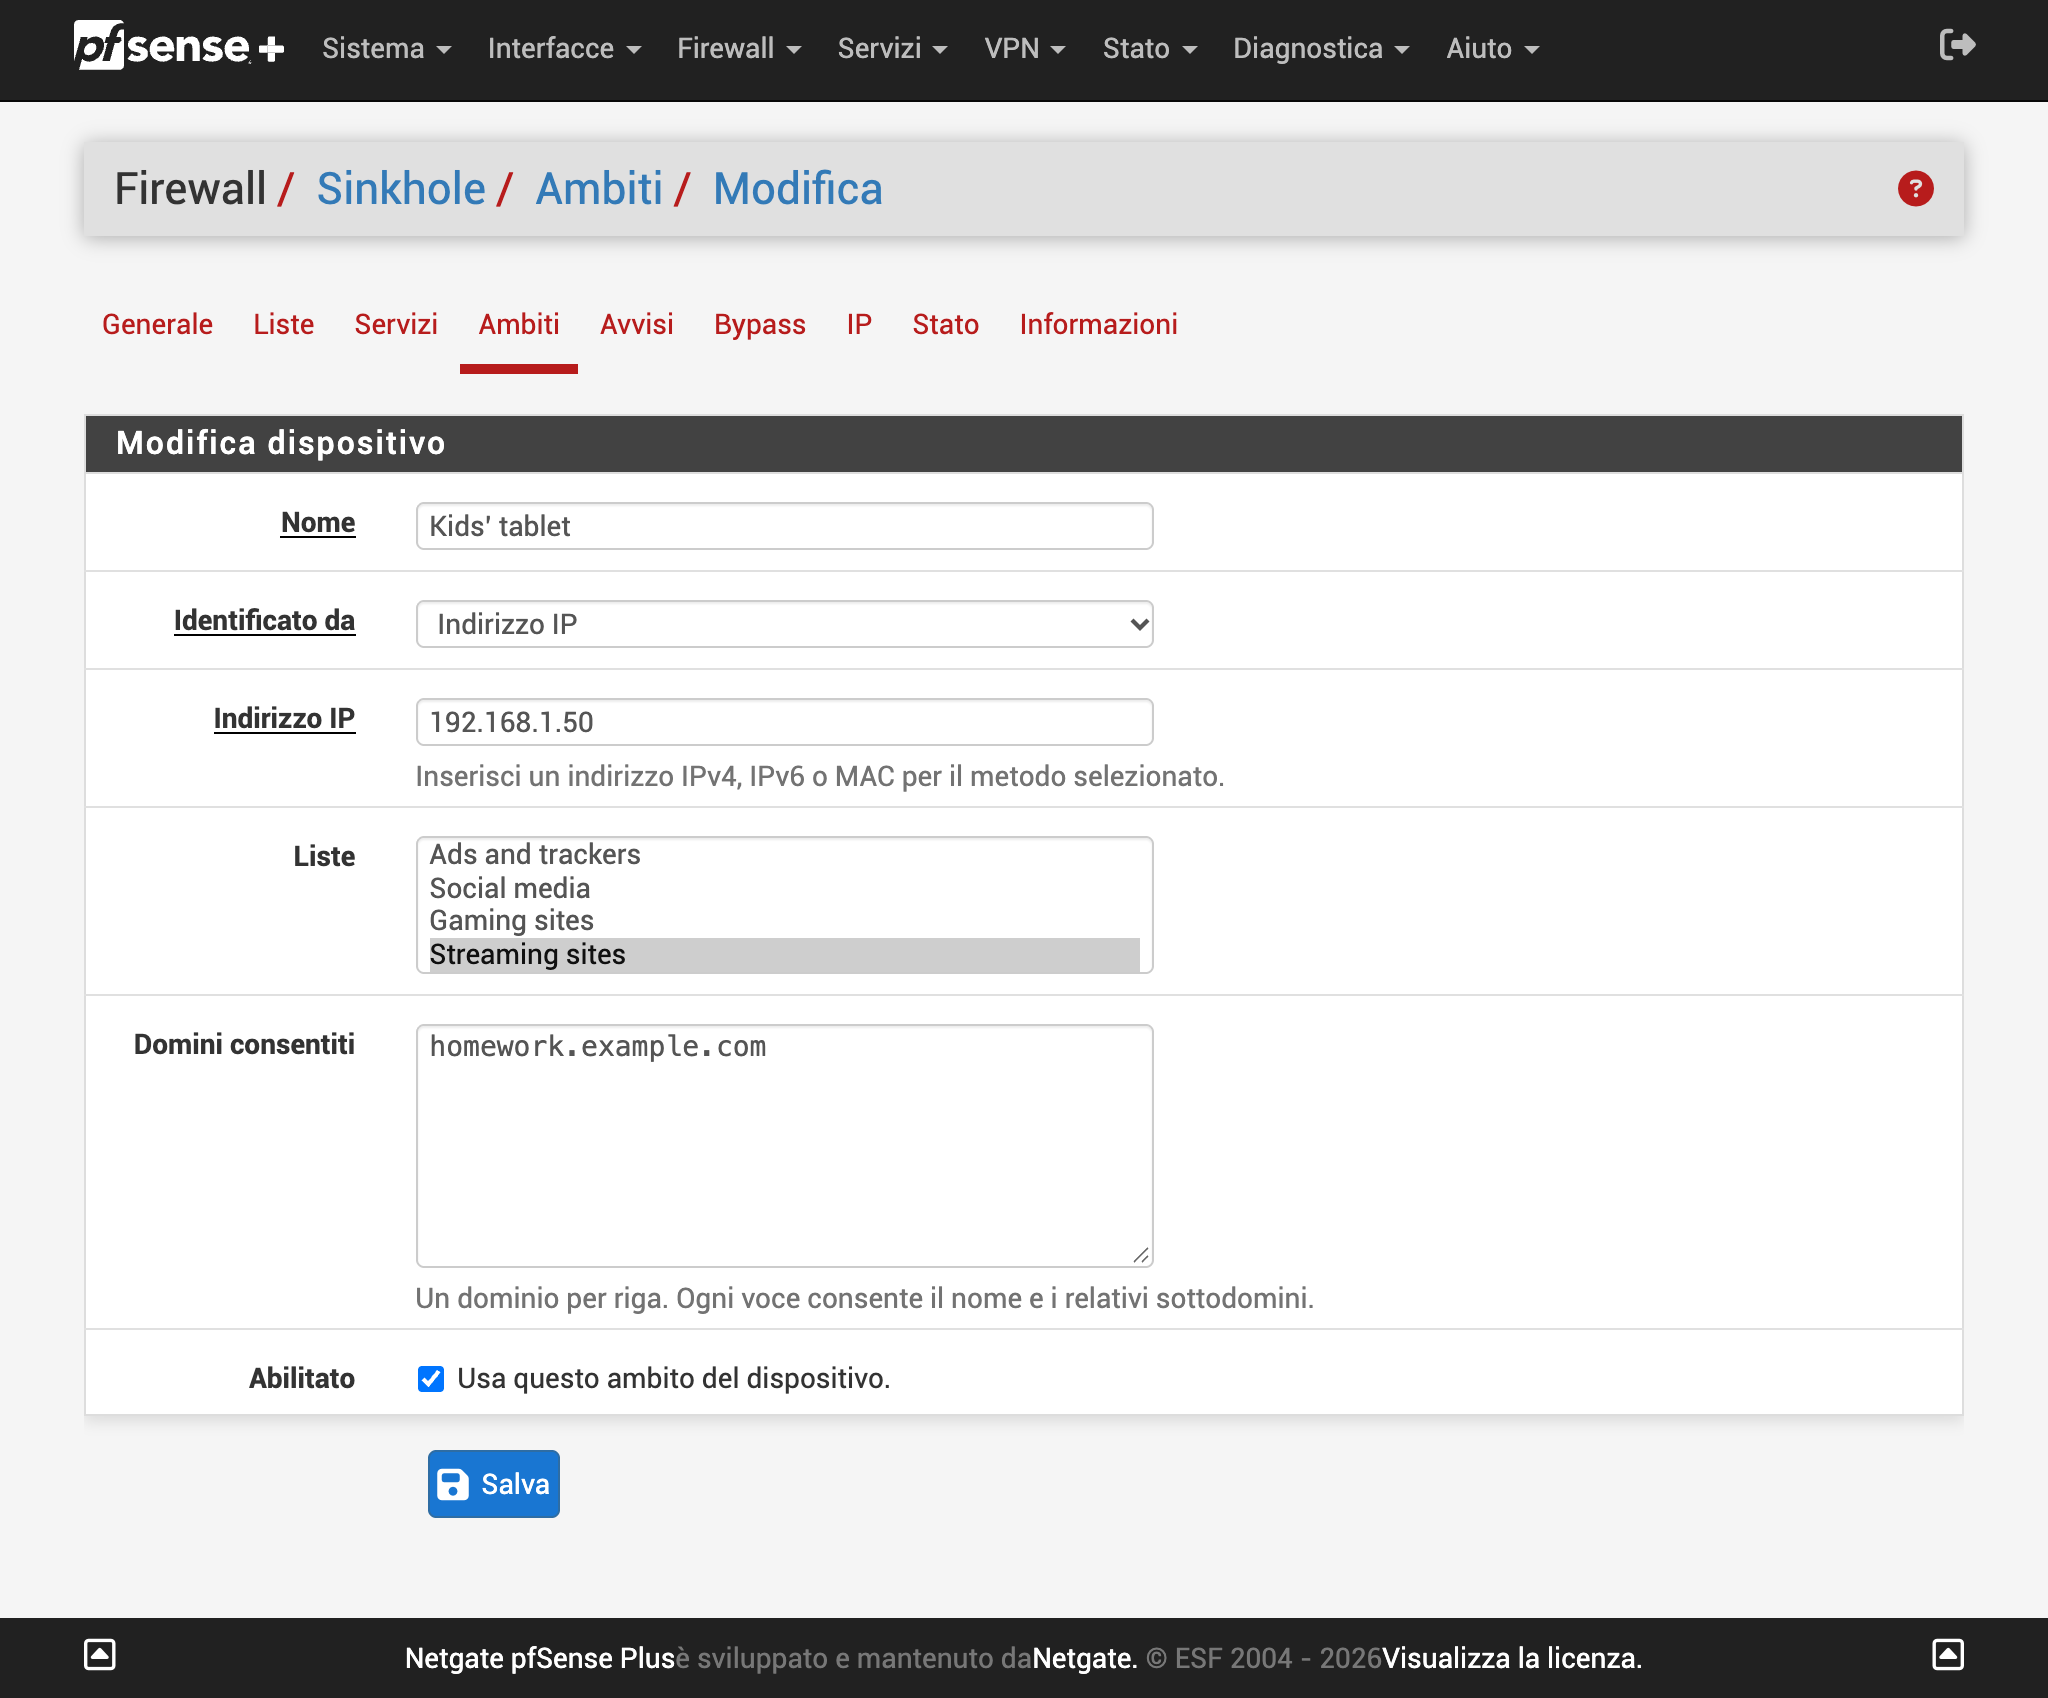 pfsense+ Sistema Interfacce Firewall Servizi VPN Stato Diagnostica Aiuto
Firewall / Sinkhole / Ambiti / Modifica
?
Generale Liste Servizi Ambiti Avvisi Bypass IP Stato Informazioni
Modifica dispositivo
Nome
Kids' tablet
Identificato da
Indirizzo IP
Indirizzo IP
192.168.1.50
Inserisci un indirizzo IPv4, IPv6 o MAC per il metodo selezionato.
Liste
Ads and trackers
Social media
Gaming sites
Streaming sites
Domini consentiti
homework.example.com
Un dominio per riga. Ogni voce consente il nome e i relativi sottodomini.
Abilitato
Usa questo ambito del dispositivo.
Salva
Netgate pfSense Plusè sviluppato e mantenuto daNetgate. © ESF 2004 - 2026Visualizza la licenza.